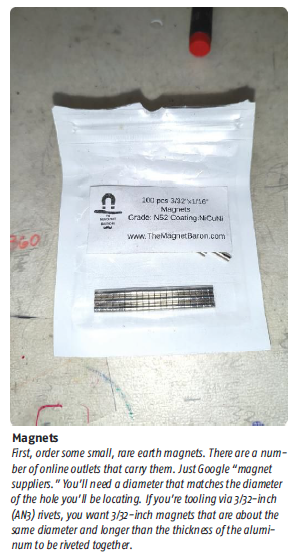 360
100 pcs 3/32"x1/16"
Magnets
Grade: N52 Coating:NiCuNi
www.TheMagnetBaron.com
Magnets
First, order some small, rare earth magnets. There are a num-
ber of online outlets that carry them. Just Google “magnet
suppliers.” You’ll need a diameter that matches the diameter
of the hole you’ll be locating. If you’re tooling via 3/32-inch
(AN3) rivets, you want 3/32-inch magnets that are about the
same diameter and longer than the thickness of the alumi-
num to be riveted together.